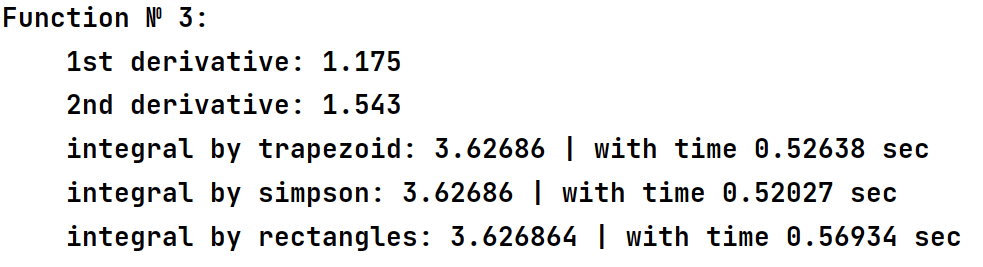 Function № 3:
1st derivative: 1.175
2nd derivative: 1.543
integral by trapezoid: 3.62686 | with time 0.52638 sec
integral by simpson: 3.62686 | with time 0.52027 sec
integral by rectangles: 3.626864 | with time 0.56934 sec